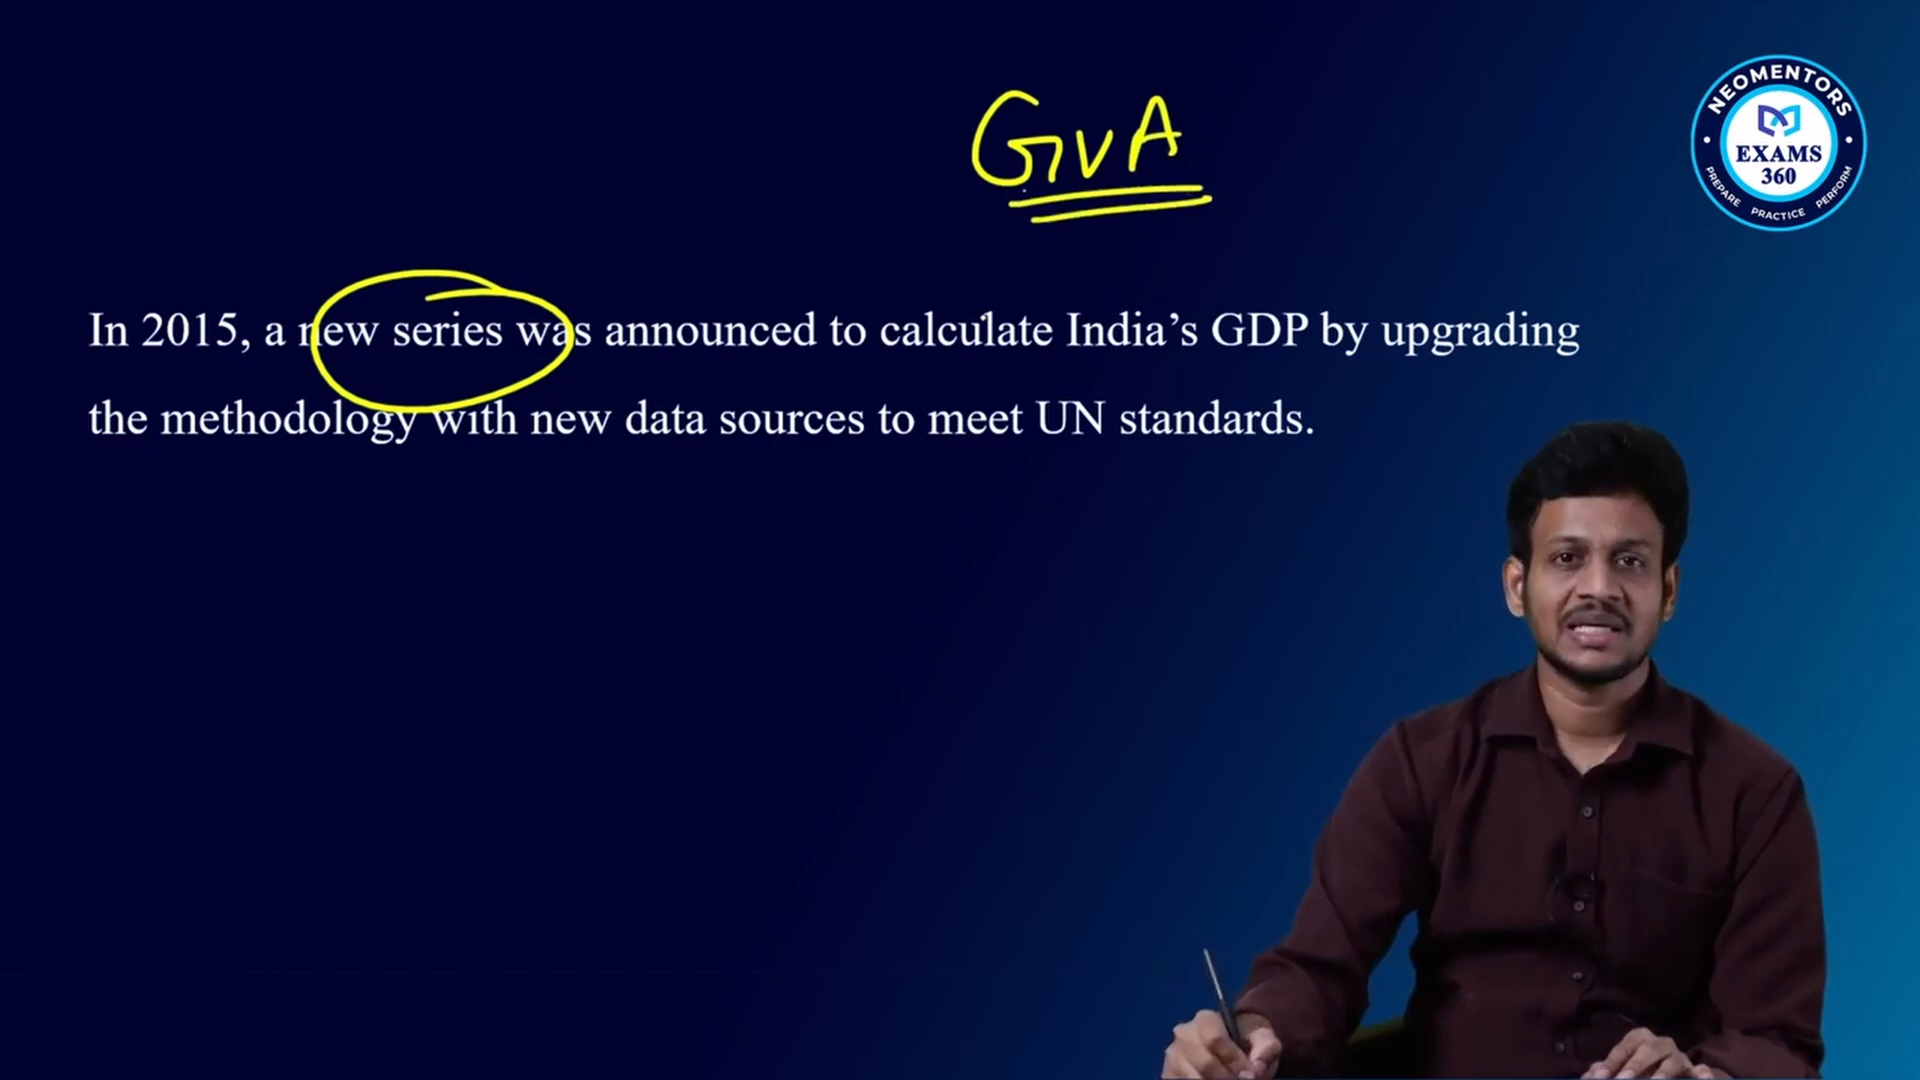 GVA
NEOMENTORS
EXAMS
360
PREPARE PRACTICE PERFORM
In 2015, a new series was announced to calculate India’s GDP by upgrading
the methodology with new data sources to meet UN standards.